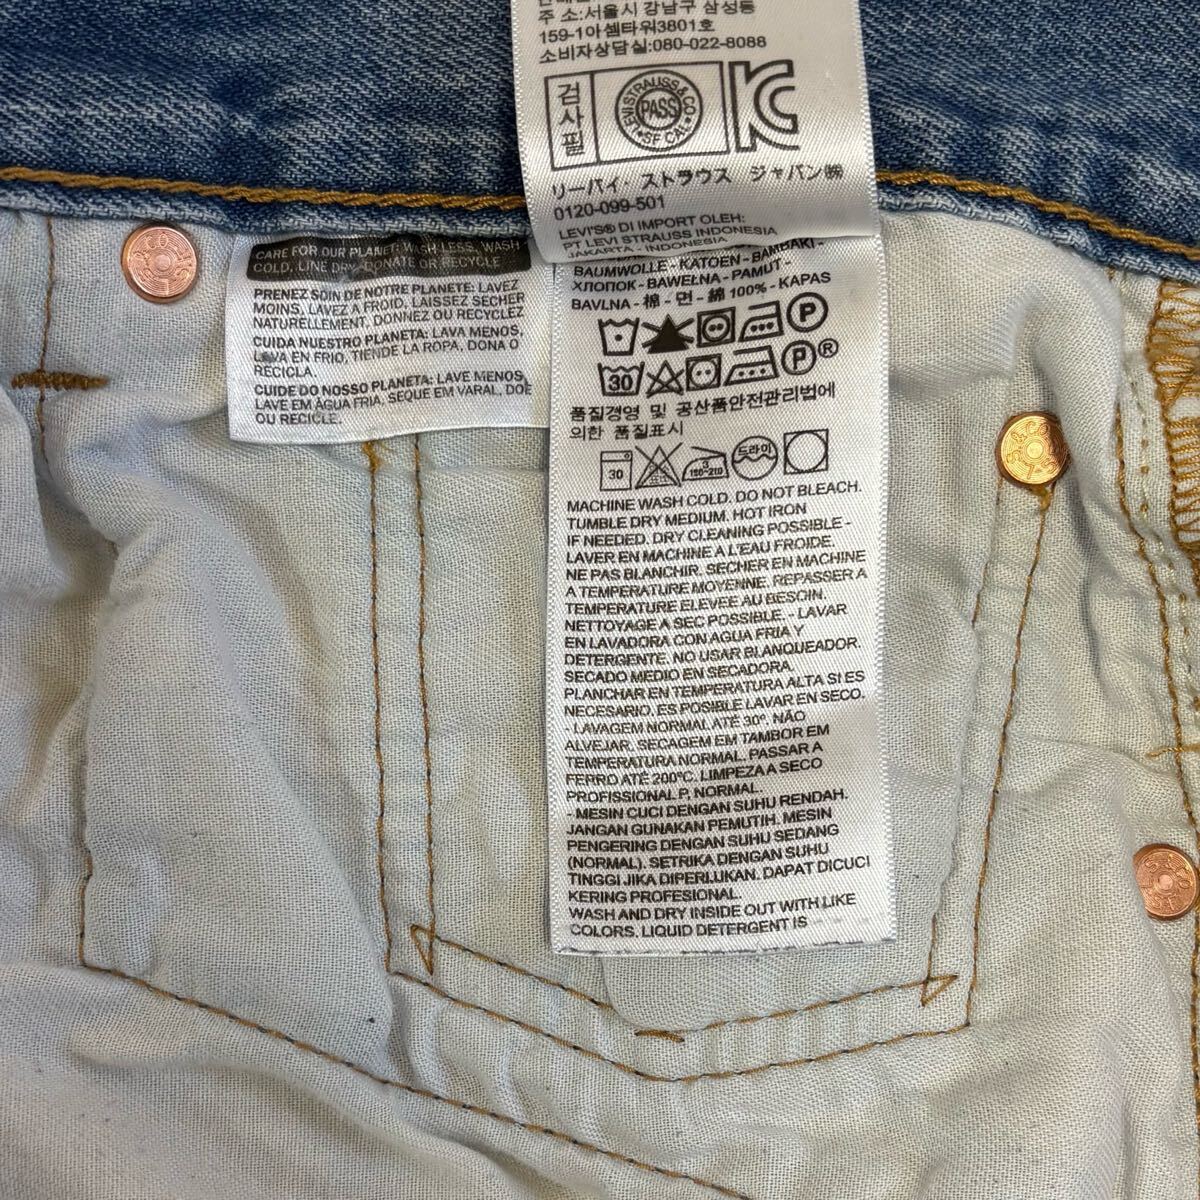 주 소:서울시 강남구 삼성동
159-1아셈타워3801호
소비자상담실:080-022-8088
검사필
LEVI STRAUSS & CO
PASS
SF CAL
リーバイ・ストラウス ジャパン㈱
0120-099-501
LEVI'S® DI IMPORT OLEH:
PT LEVI STRAUSS INDONESIA
JAKARTA - INDONESIA
CARE FOR OUR PLANET: WASH LESS, WASH
COLD, LINE DRY, DONATE OR RECYCLE
PRENEZ SOIN DE NOTRE PLANETE: LAVEZ
MOINS, LAVEZ A FROID, LAISSEZ SECHER
NATURELLEMENT, DONNEZ OU RECYCLEZ
CUIDA NUESTRO PLANETA: LAVA MENOS,
LAVA EN FRIO, TIENDE LA ROPA, DONA O
RECICLA.
CUIDE DO NOSSO PLANETA: LAVE MENOS,
LAVE EM ÁGUA FRIA, SEQUE EM VARAL, DOE
OU RECICLE.
BAUMWOLLE - KATOEN - BAMBAKI -
ХЛОПОК - BAWEŁNA - PAMUT -
BAVLNA - 棉 - 면 - 綿 100% - KAPAS
P
30 P ®
품질경영 및 공산품안전관리법에
의한 품질표시
30 3 180~210 드라이
MACHINE WASH COLD. DO NOT BLEACH.
TUMBLE DRY MEDIUM. HOT IRON
IF NEEDED. DRY CLEANING POSSIBLE -
LAVER EN MACHINE A L'EAU FROIDE.
NE PAS BLANCHIR. SECHER EN MACHINE
A TEMPERATURE MOYENNE. REPASSER A
TEMPERATURE ELEVEE AU BESOIN.
NETTOYAGE A SEC POSSIBLE. - LAVAR
EN LAVADORA CON AGUA FRIA Y
DETERGENTE. NO USAR BLANQUEADOR.
SECADO MEDIO EN SECADORA.
PLANCHAR EN TEMPERATURA ALTA SI ES
NECESARIO. ES POSIBLE LAVAR EN SECO.
- LAVAGEM NORMAL ATÉ 30º. NÃO
ALVEJAR. SECAGEM EM TAMBOR EM
TEMPERATURA NORMAL. PASSAR A
FERRO ATÉ 200ºC. LIMPEZA A SECO
PROFISSIONAL P, NORMAL.
- MESIN CUCI DENGAN SUHU RENDAH.
JANGAN GUNAKAN PEMUTIH. MESIN
PENGERING DENGAN SUHU SEDANG
(NORMAL). SETRIKA DENGAN SUHU
TINGGI JIKA DIPERLUKAN. DAPAT DICUCI
KERING PROFESIONAL.
WASH AND DRY INSIDE OUT WITH LIKE
COLORS. LIQUID DETERGENT IS